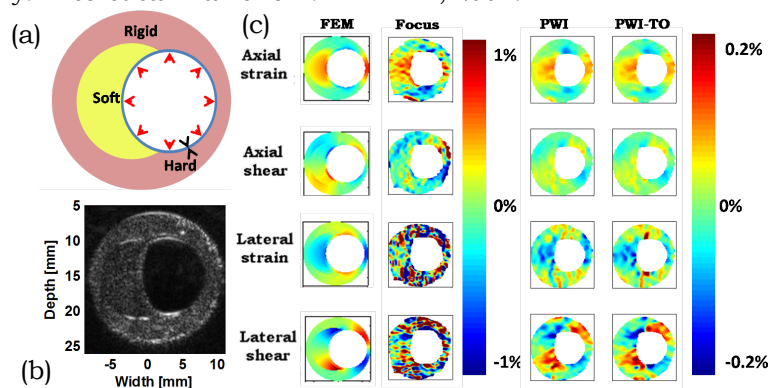 (a)
Rigid
Soft
Hard
5
10
15
20
25
Depth [mm]
-5 0 5 10
Width [mm]
(b)
(c)
FEM Focus PWI PWI-TO
Axial
strain
Axial
shear
Lateral
strain
Lateral
shear
1%
0%
-1%
0.2%
0%
-0.2%